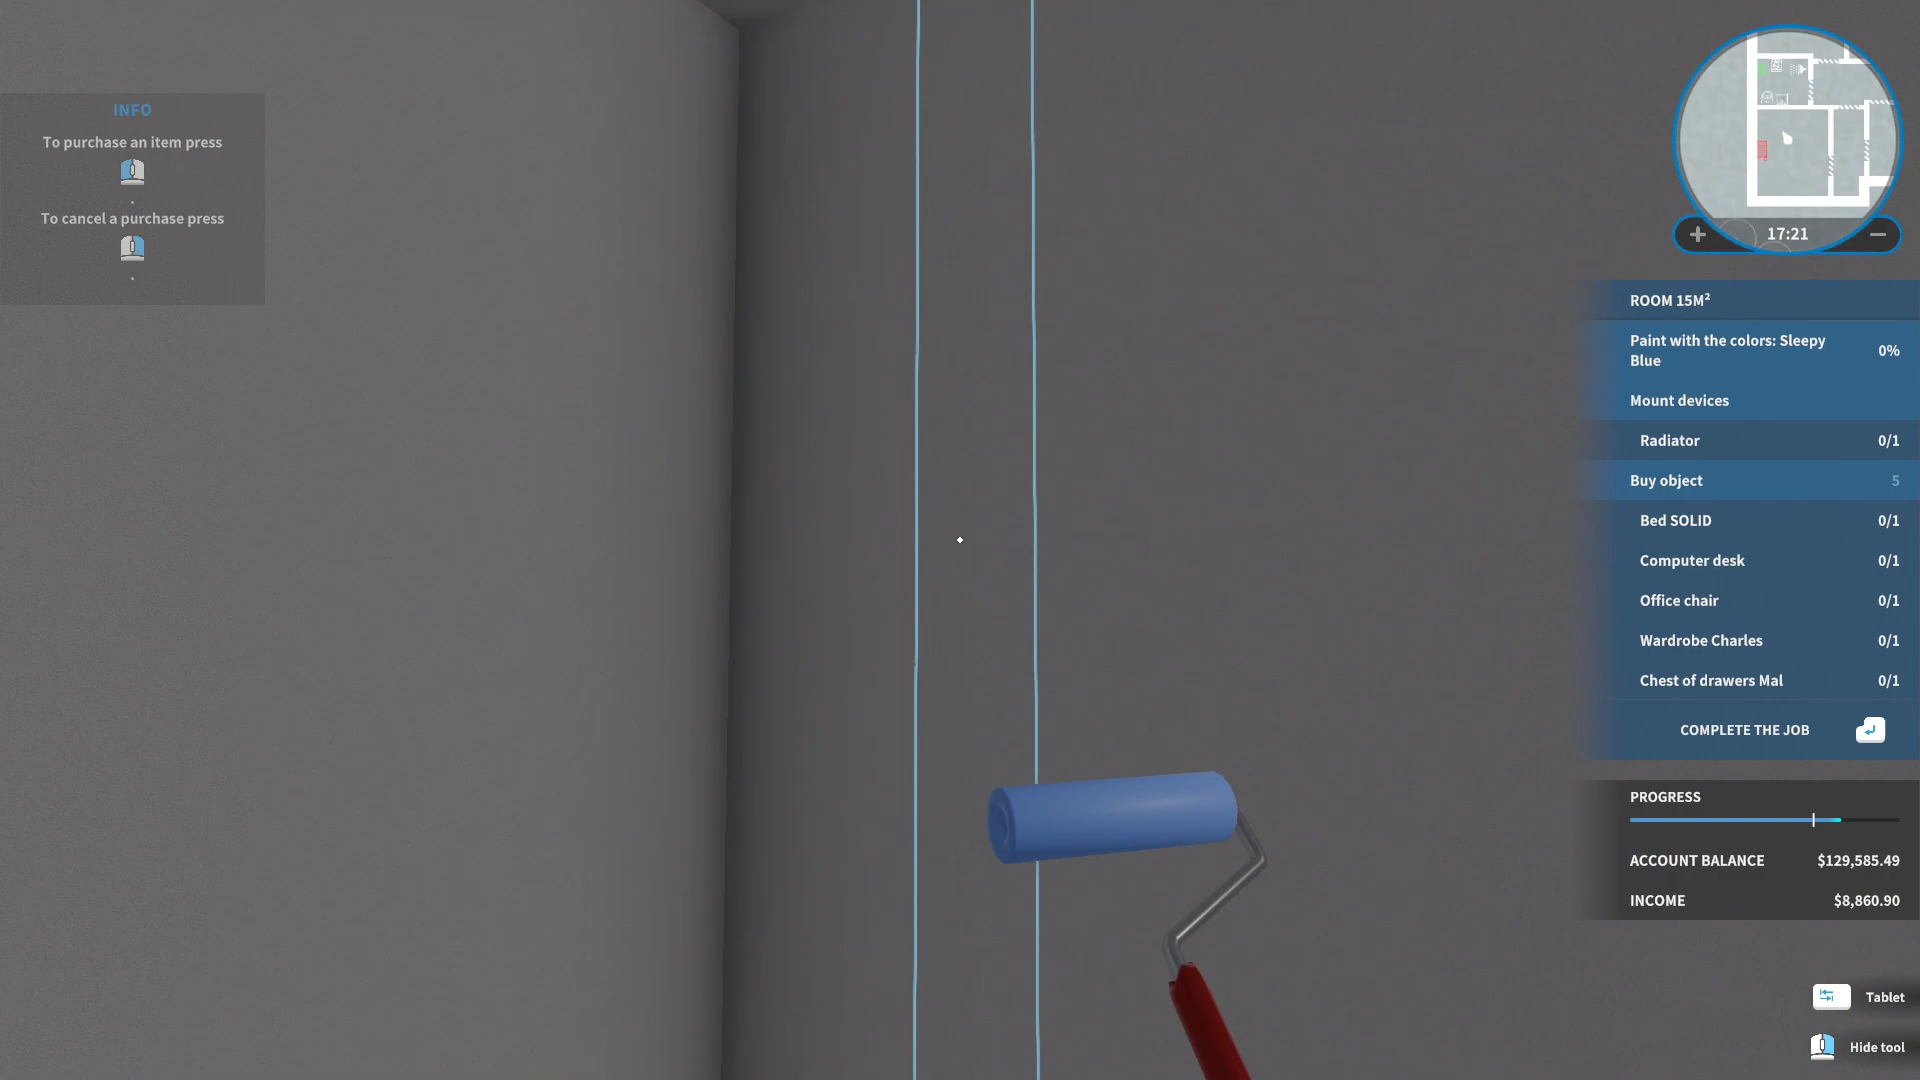 INFO
To purchase an item press
.
To cancel a purchase press
.
17:21
ROOM 15M²
Paint with the colors: Sleepy
Blue 0%
Mount devices
Radiator 0/1
Buy object 5
Bed SOLID 0/1
Computer desk 0/1
Office chair 0/1
Wardrobe Charles 0/1
Chest of drawers Mal 0/1
COMPLETE THE JOB
PROGRESS
ACCOUNT BALANCE $129,585.49
INCOME $8,860.90
Tablet
Hide tool